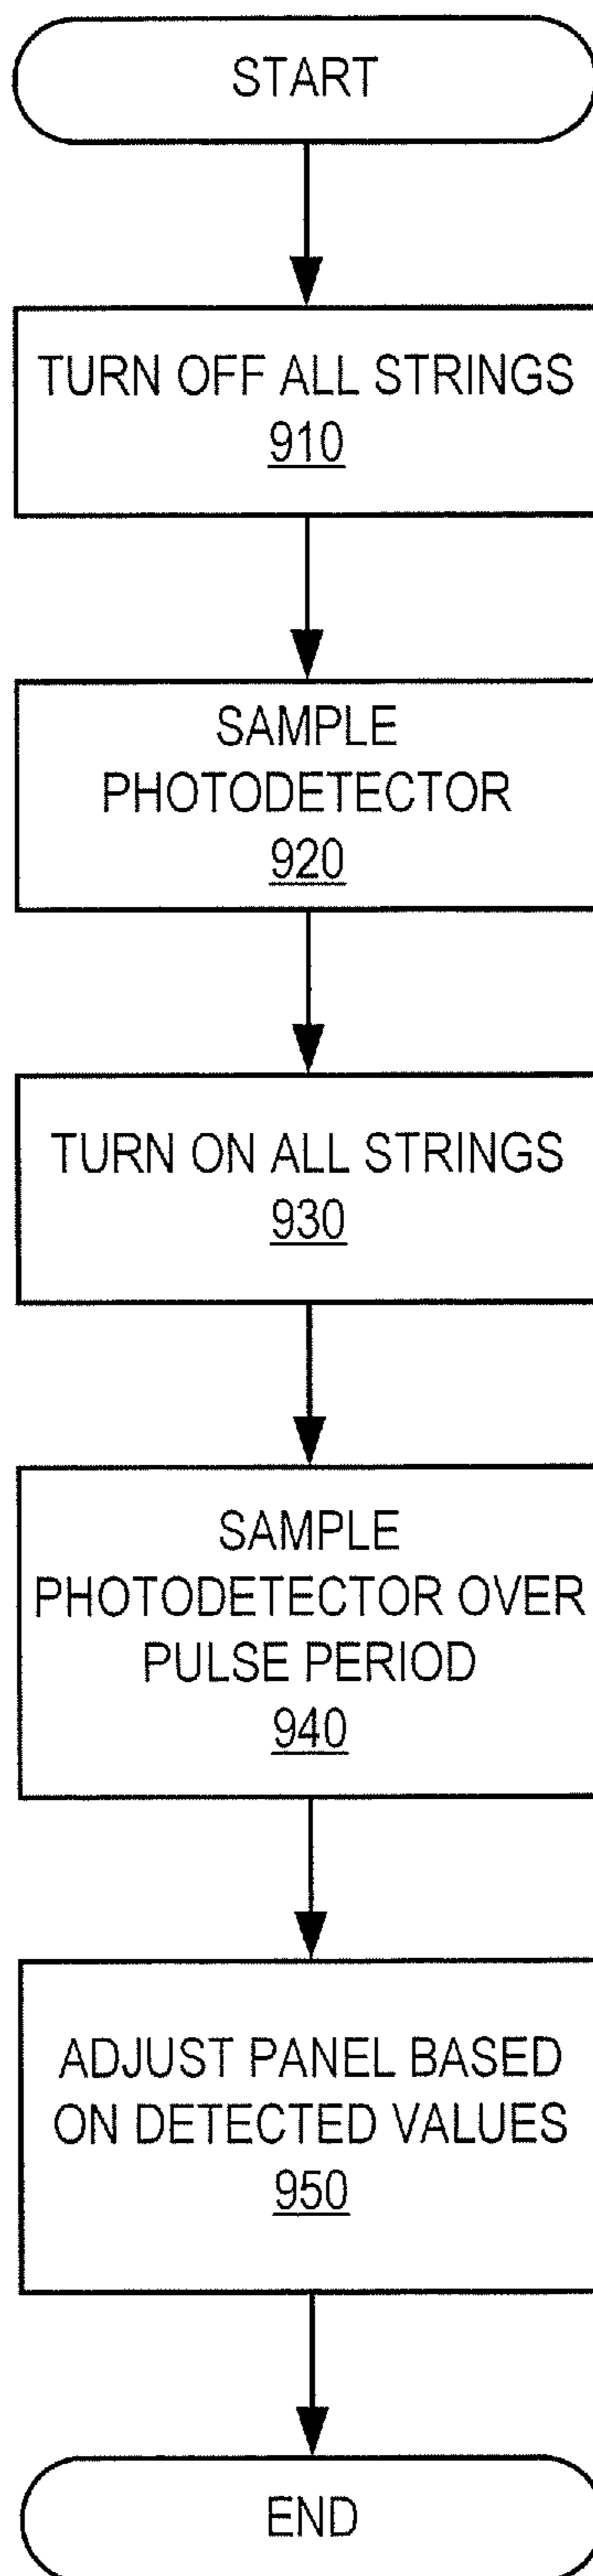 START
TURN OFF ALL STRINGS
910
SAMPLE
PHOTODETECTOR
920
TURN ON ALL STRINGS
930
SAMPLE
PHOTODETECTOR OVER
PULSE PERIOD
940
ADJUST PANEL BASED
ON DETECTED VALUES
950
END